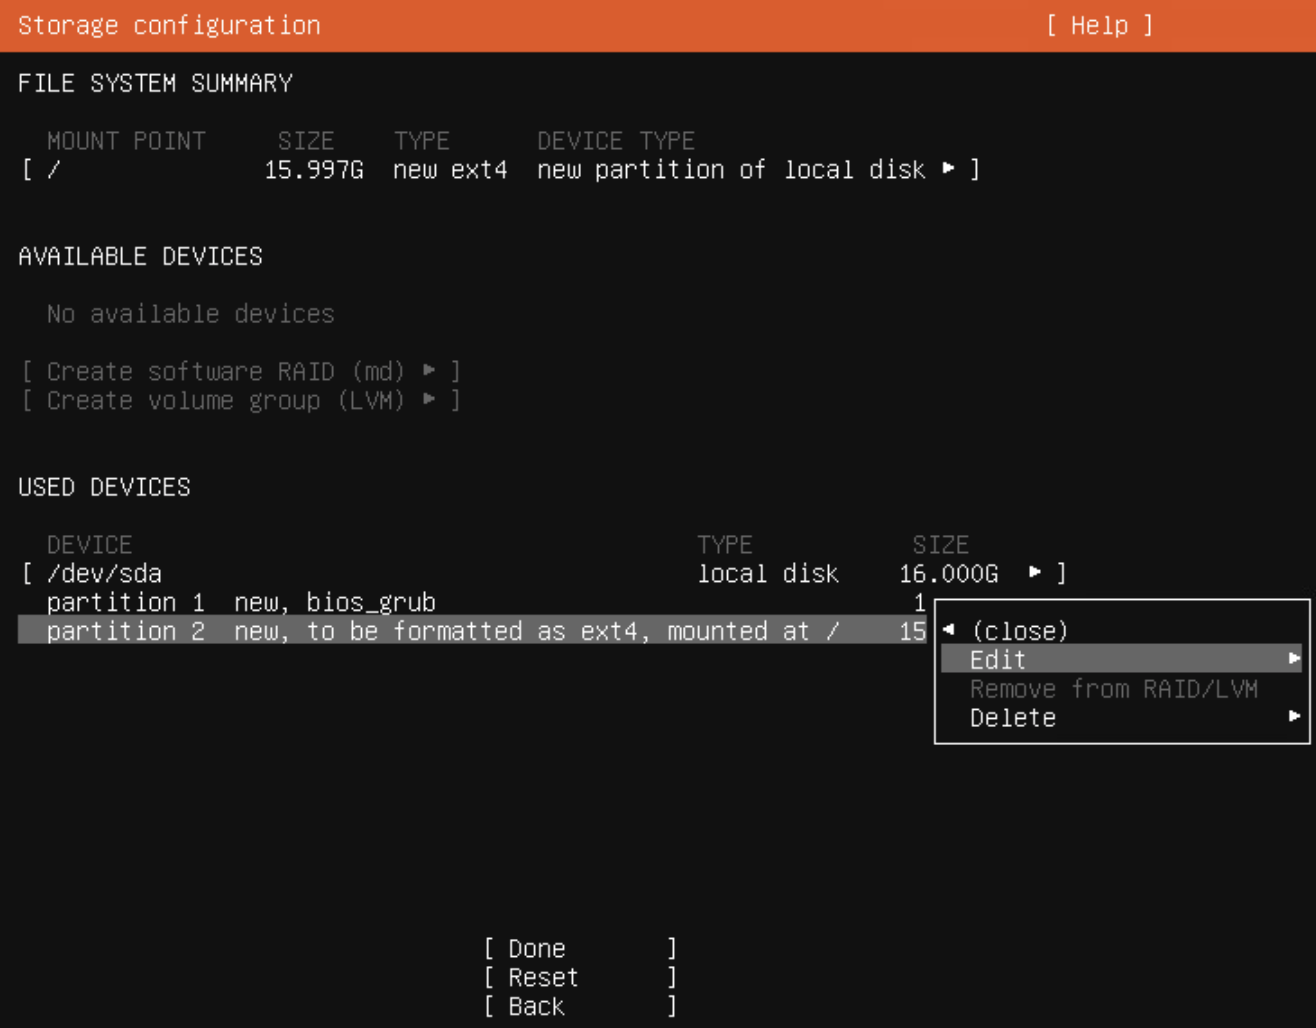 Storage configuration [ Help ]
FILE SYSTEM SUMMARY
MOUNT POINT SIZE TYPE DEVICE TYPE
[ / 15.997G new ext4 new partition of local disk ▸ ]
AVAILABLE DEVICES
No available devices
[ Create software RAID (md) ▸ ]
[ Create volume group (LVM) ▸ ]
USED DEVICES
DEVICE TYPE SIZE
[ /dev/sda local disk 16.000G ▸ ]
partition 1 new, bios_grub 1
partition 2 new, to be formatted as ext4, mounted at / 15
◂ (close)
Edit ▸
Remove from RAID/LVM
Delete ▸
[ Done ]
[ Reset ]
[ Back ]